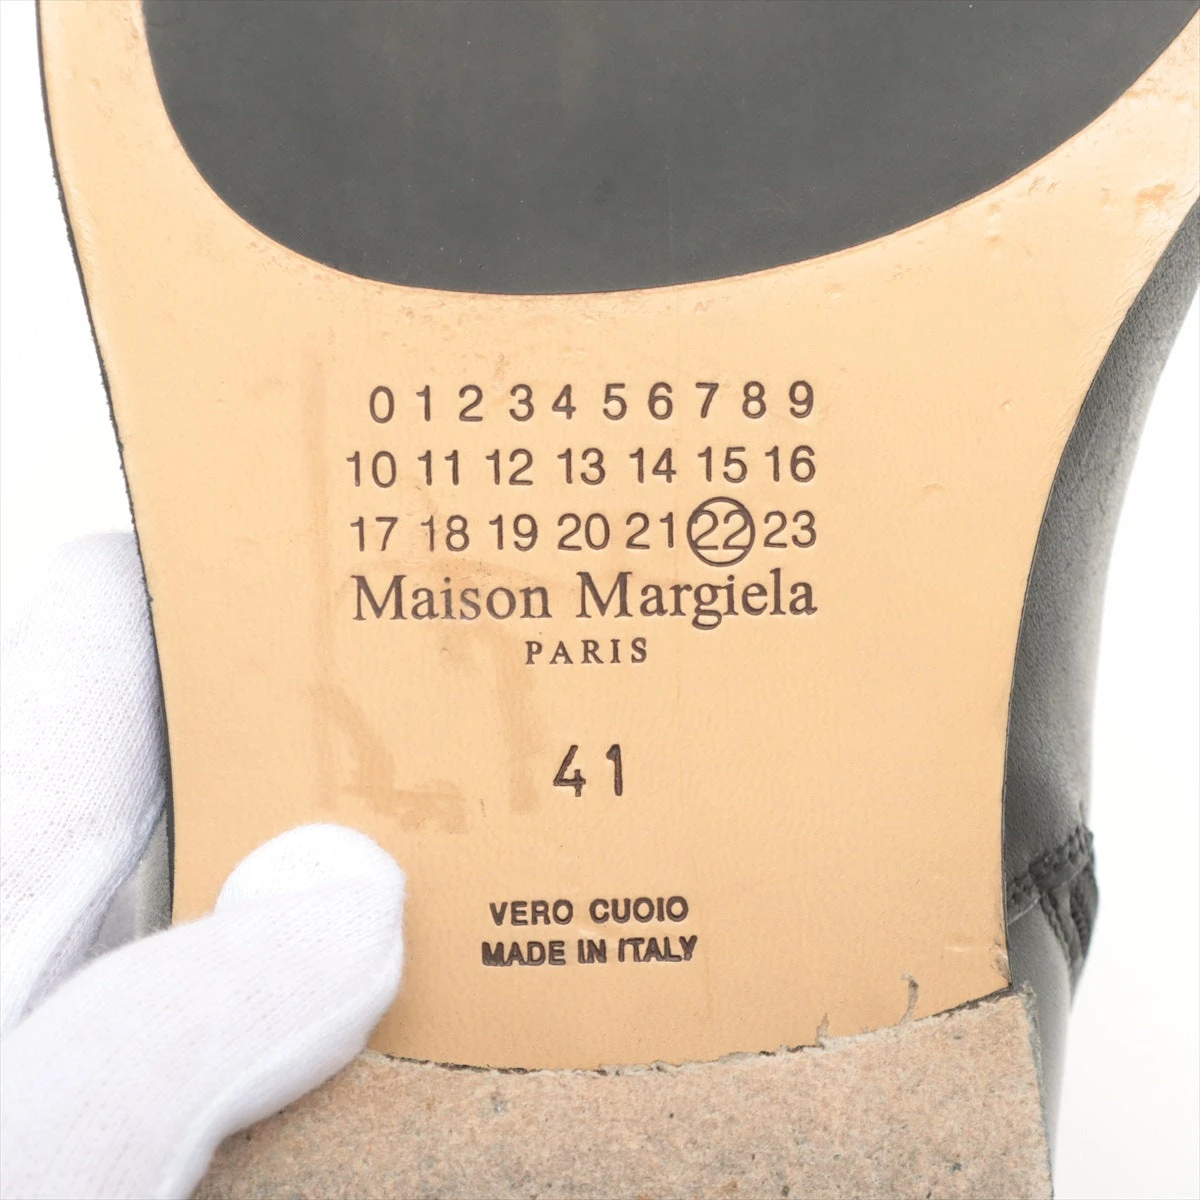 0 1 2 3 4 5 6 7 8 9
10 11 12 13 14 15 16
17 18 19 20 21 22 23
Maison Margiela
PARIS
41
VERO CUOIO
MADE IN ITALY